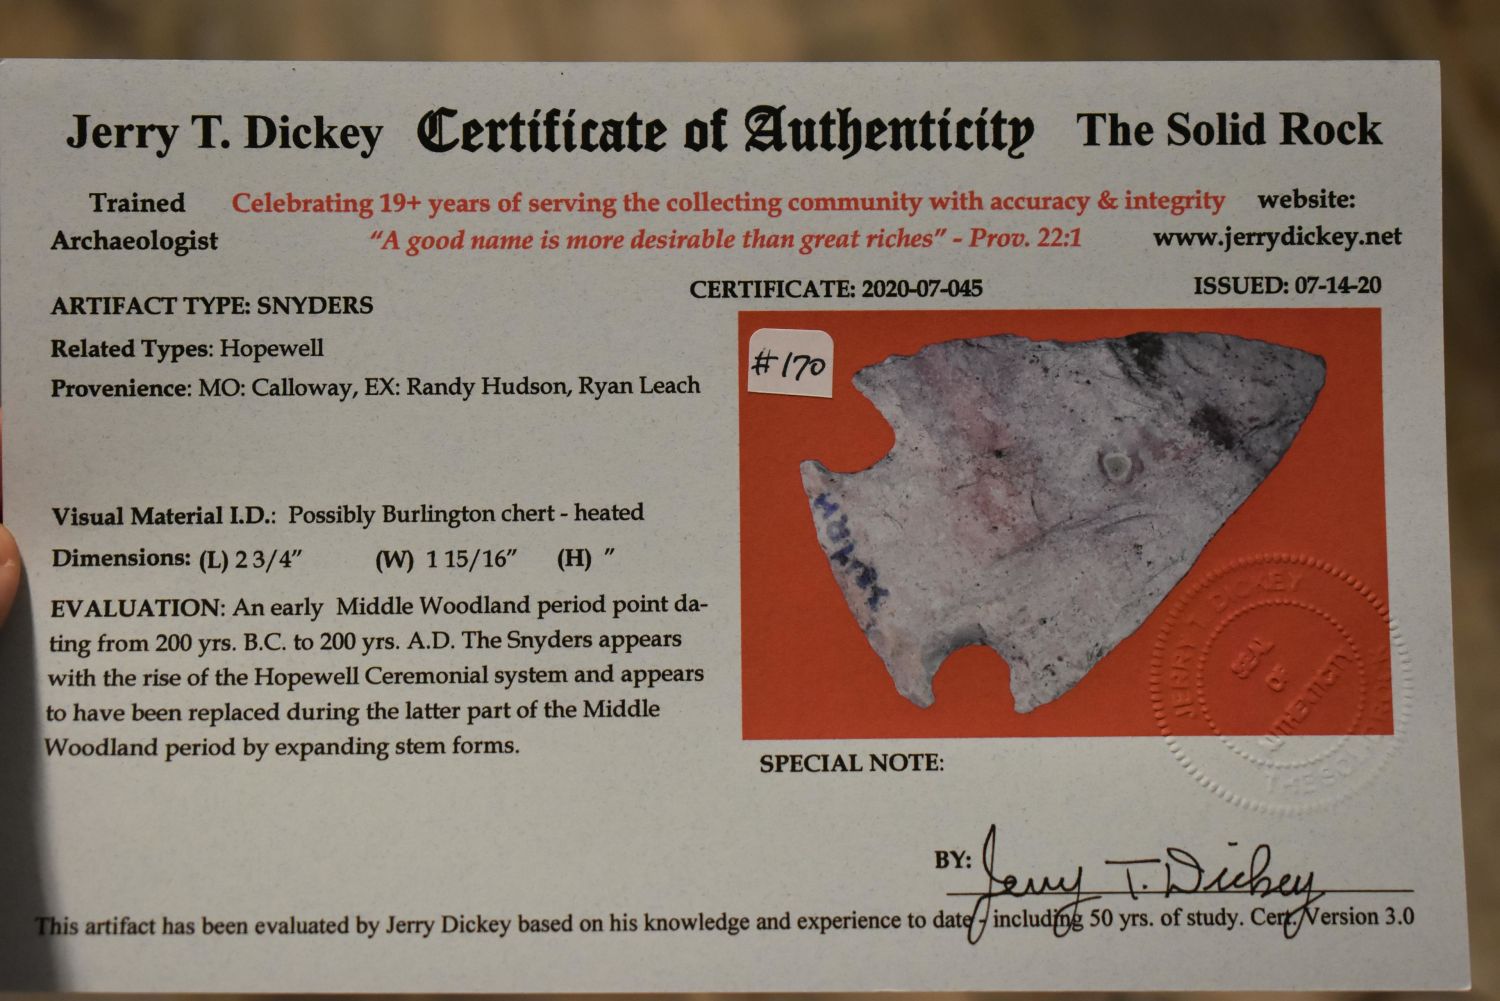 Jerry T. Dickey Certificate of Authenticity The Solid Rock
Trained Archaeologist
Celebrating 19+ years of serving the collecting community with accuracy & integrity
"A good name is more desirable than great riches" - Prov. 22:1
website:
www.jerrydickey.net
CERTIFICATE: 2020-07-045 ISSUED: 07-14-20
ARTIFACT TYPE: SNYDERS
Related Types: Hopewell
Provenience: MO: Calloway, EX: Randy Hudson, Ryan Leach
Visual Material I.D.: Possibly Burlington chert - heated
Dimensions: (L) 2 3/4" (W) 1 15/16" (H) "
EVALUATION: An early Middle Woodland period point da-
ting from 200 yrs. B.C. to 200 yrs. A.D. The Snyders appears
with the rise of the Hopewell Ceremonial system and appears
to have been replaced during the latter part of the Middle
Woodland period by expanding stem forms.
#170
JERRY T DICKEY
SEAL
OF
AUTHENTICITY
SPECIAL NOTE:
BY: Jerry T. Dickey
This artifact has been evaluated by Jerry Dickey based on his knowledge and experience to date - including 50 yrs. of study. Cert. Version 3.0